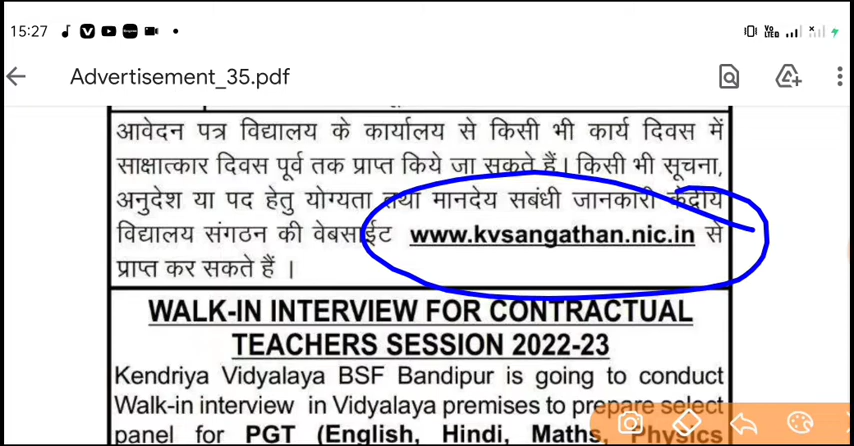 15:27
Advertisement_35.pdf
आवेदन पत्र विद्यालय के कार्यालय से किसी भी कार्य दिवस में
साक्षात्कार दिवस पूर्व तक प्राप्त किये जा सकते हैं। किसी भी सूचना,
अनुदेश या पद हेतु योग्यता तथा मानदेय सबंधी जानकारी केंद्रीय
विद्यालय संगठन की वेबसाईट www.kvsangathan.nic.in से
प्राप्त कर सकते हैं ।
WALK-IN INTERVIEW FOR CONTRACTUAL
TEACHERS SESSION 2022-23
Kendriya Vidyalaya BSF Bandipur is going to conduct
Walk-in interview in Vidyalaya premises to prepare select
panel for PGT (English, Hindi, Maths, Physics